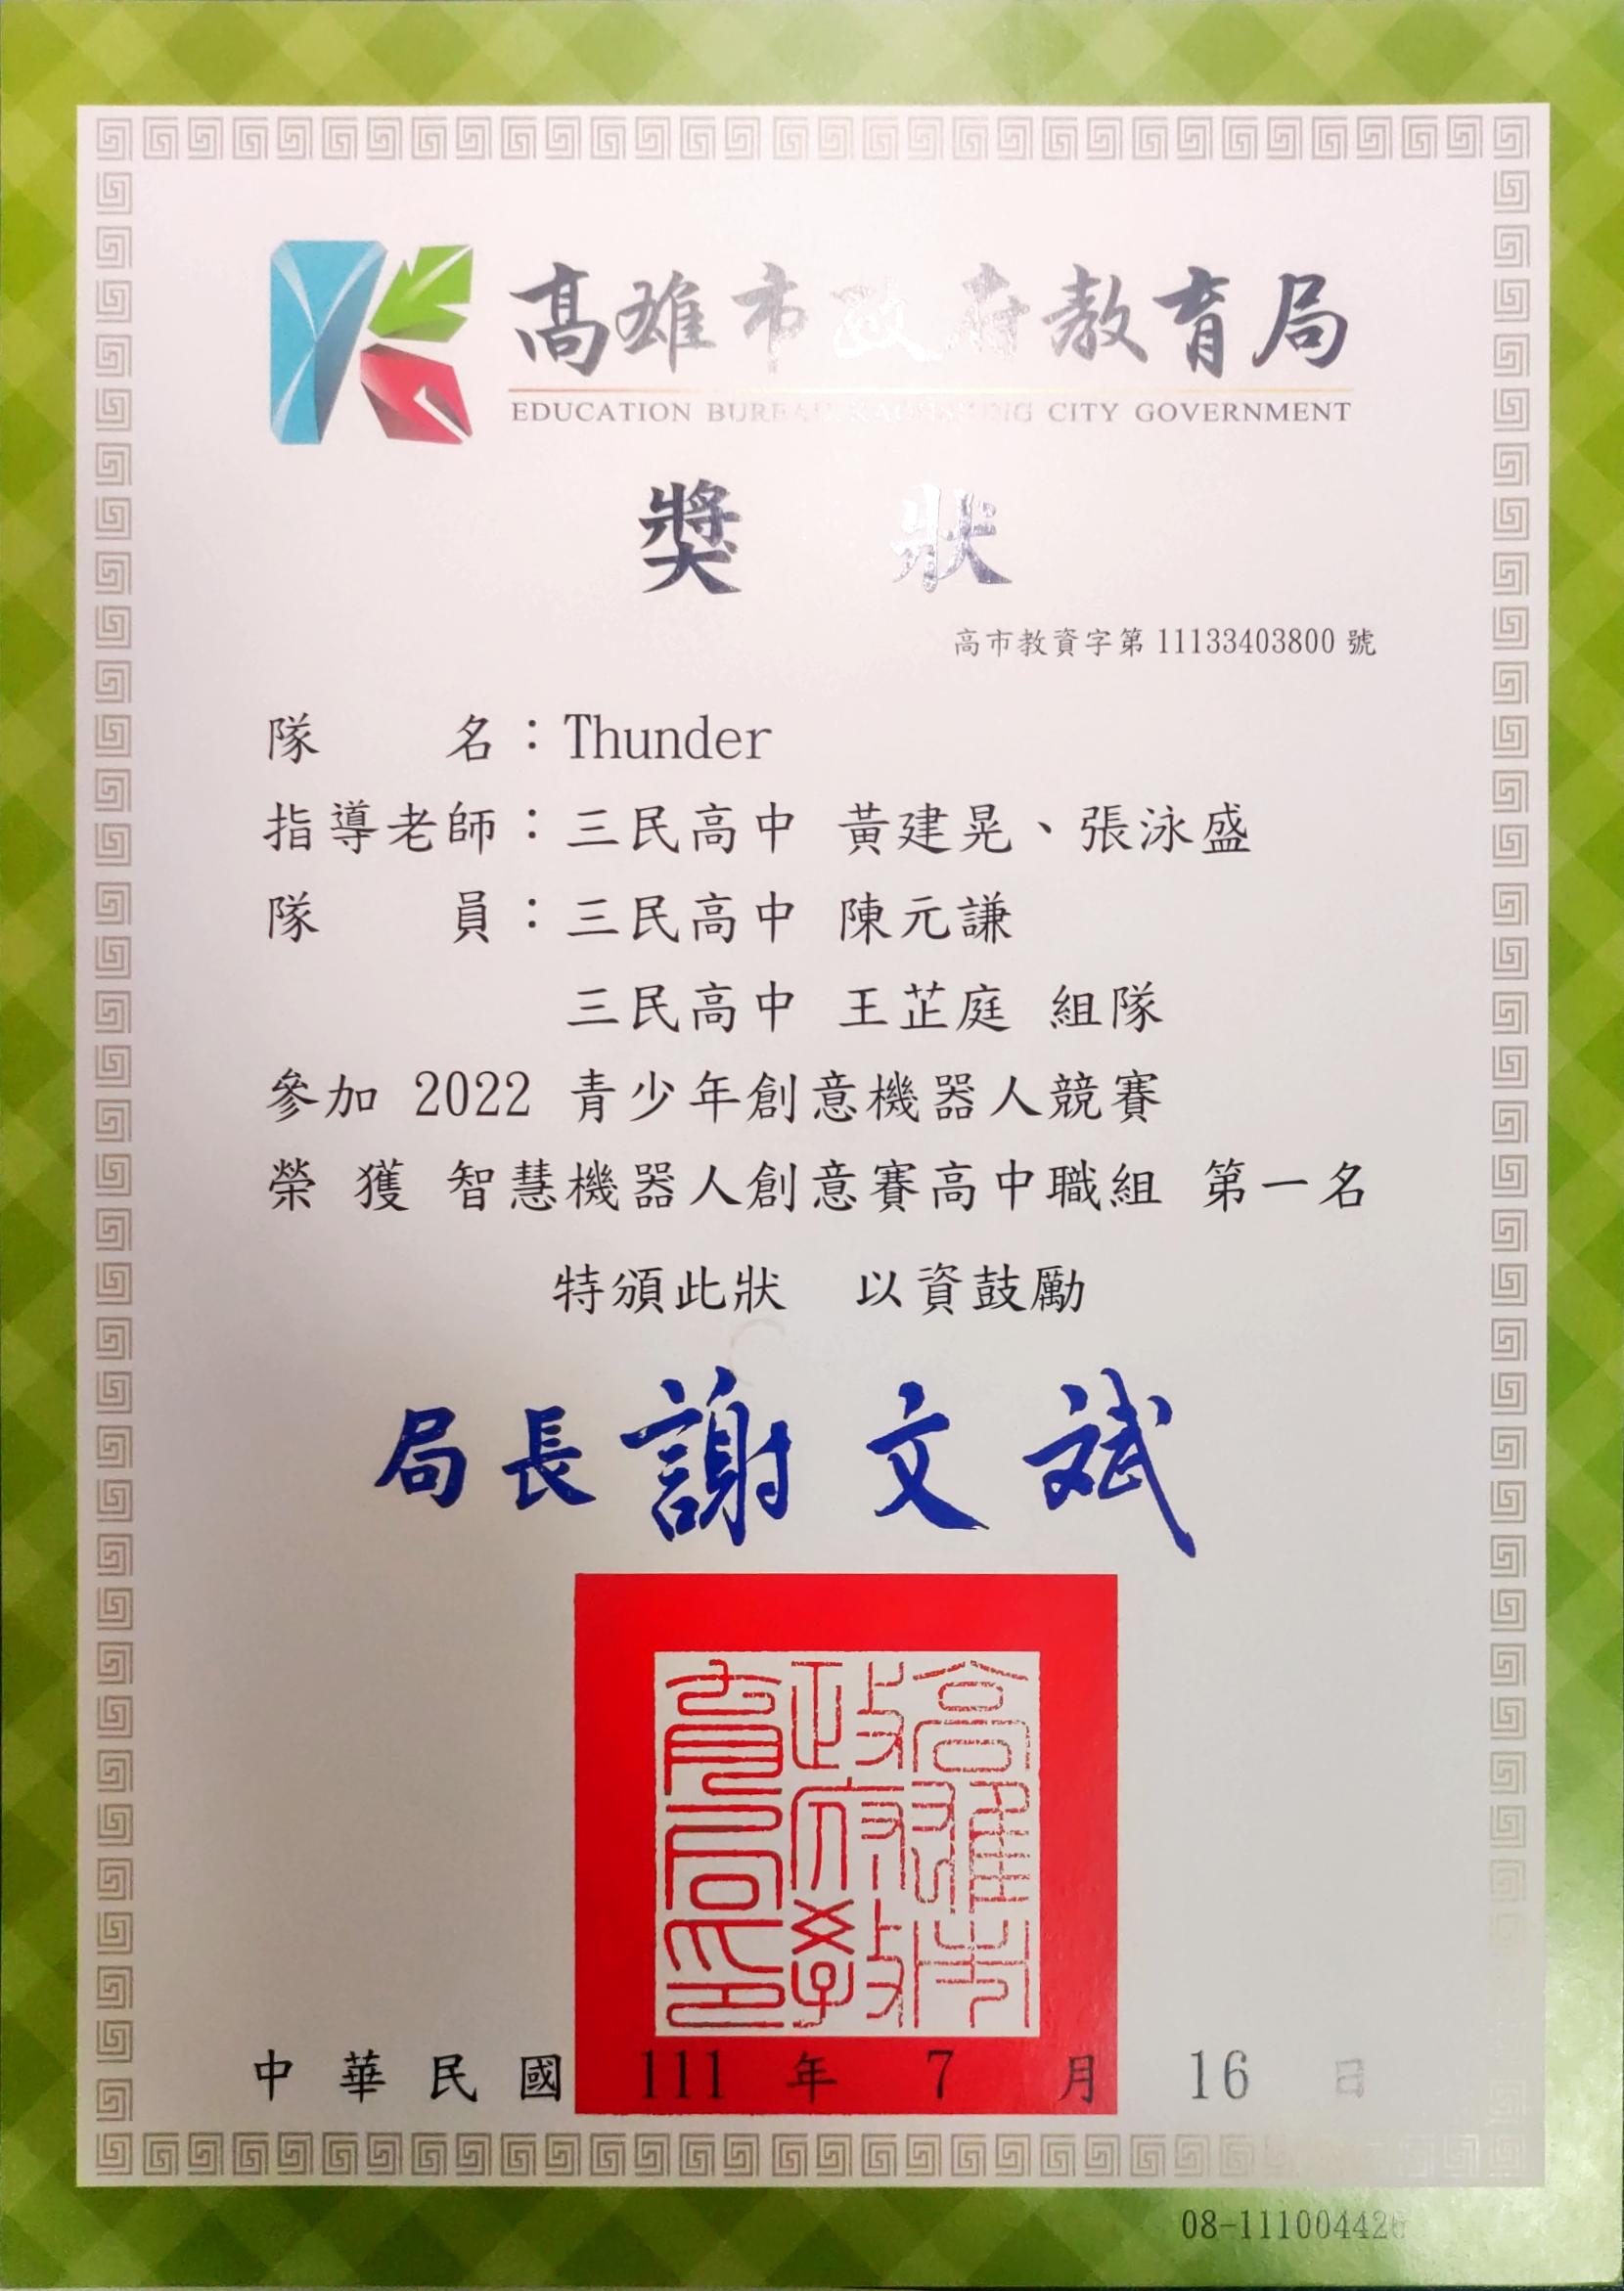 高雄市政府教育局
EDUCATION BUREAU KAOHSIUNG CITY GOVERNMENT
獎 狀
高市教資字第 11133403800 號
隊 名：Thunder
指導老師：三民高中 黃建晃、張泳盛
隊 員：三民高中 陳元謙
三民高中 王芷庭 組隊
參加 2022 青少年創意機器人競賽
榮 獲 智慧機器人創意賽高中職組 第一名
特頒此狀 以資鼓勵
局長 謝文斌
高雄市政府教育局印
中 華 民 國 111 年 7 月 16 日
08-111004426